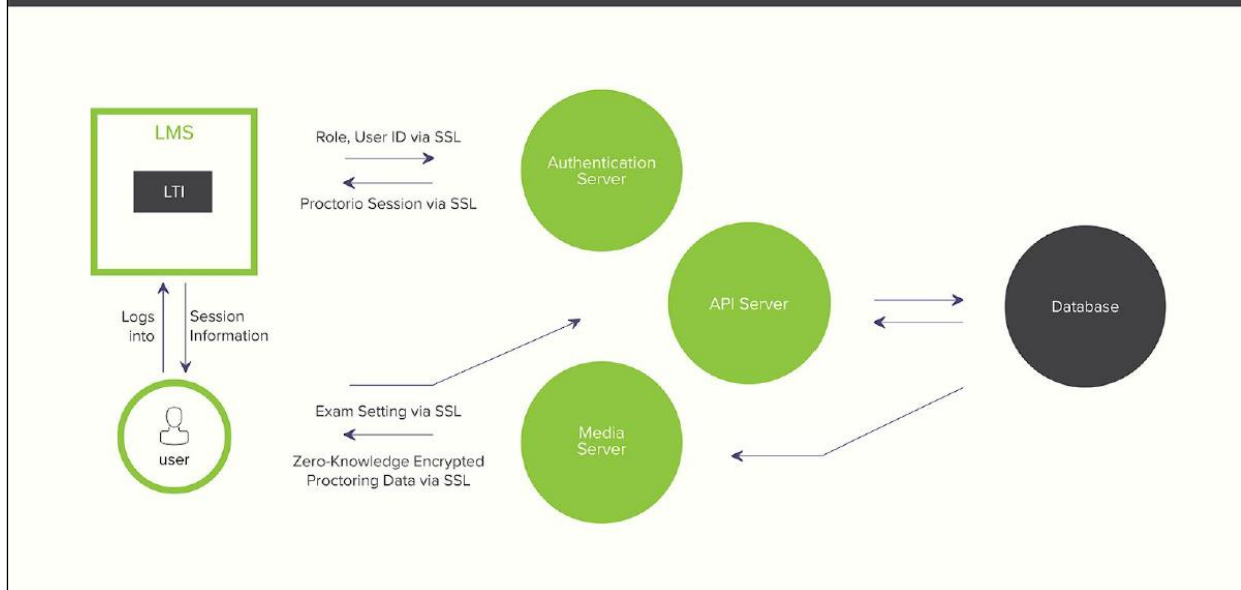 LMS
LTI
Role, User ID via SSL
Proctorio Session via SSL
Authentication
Server
API Server
Database
Logs
into
Session
Information
user
Exam Setting via SSL
Zero-Knowledge Encrypted
Proctoring Data via SSL
Media
Server